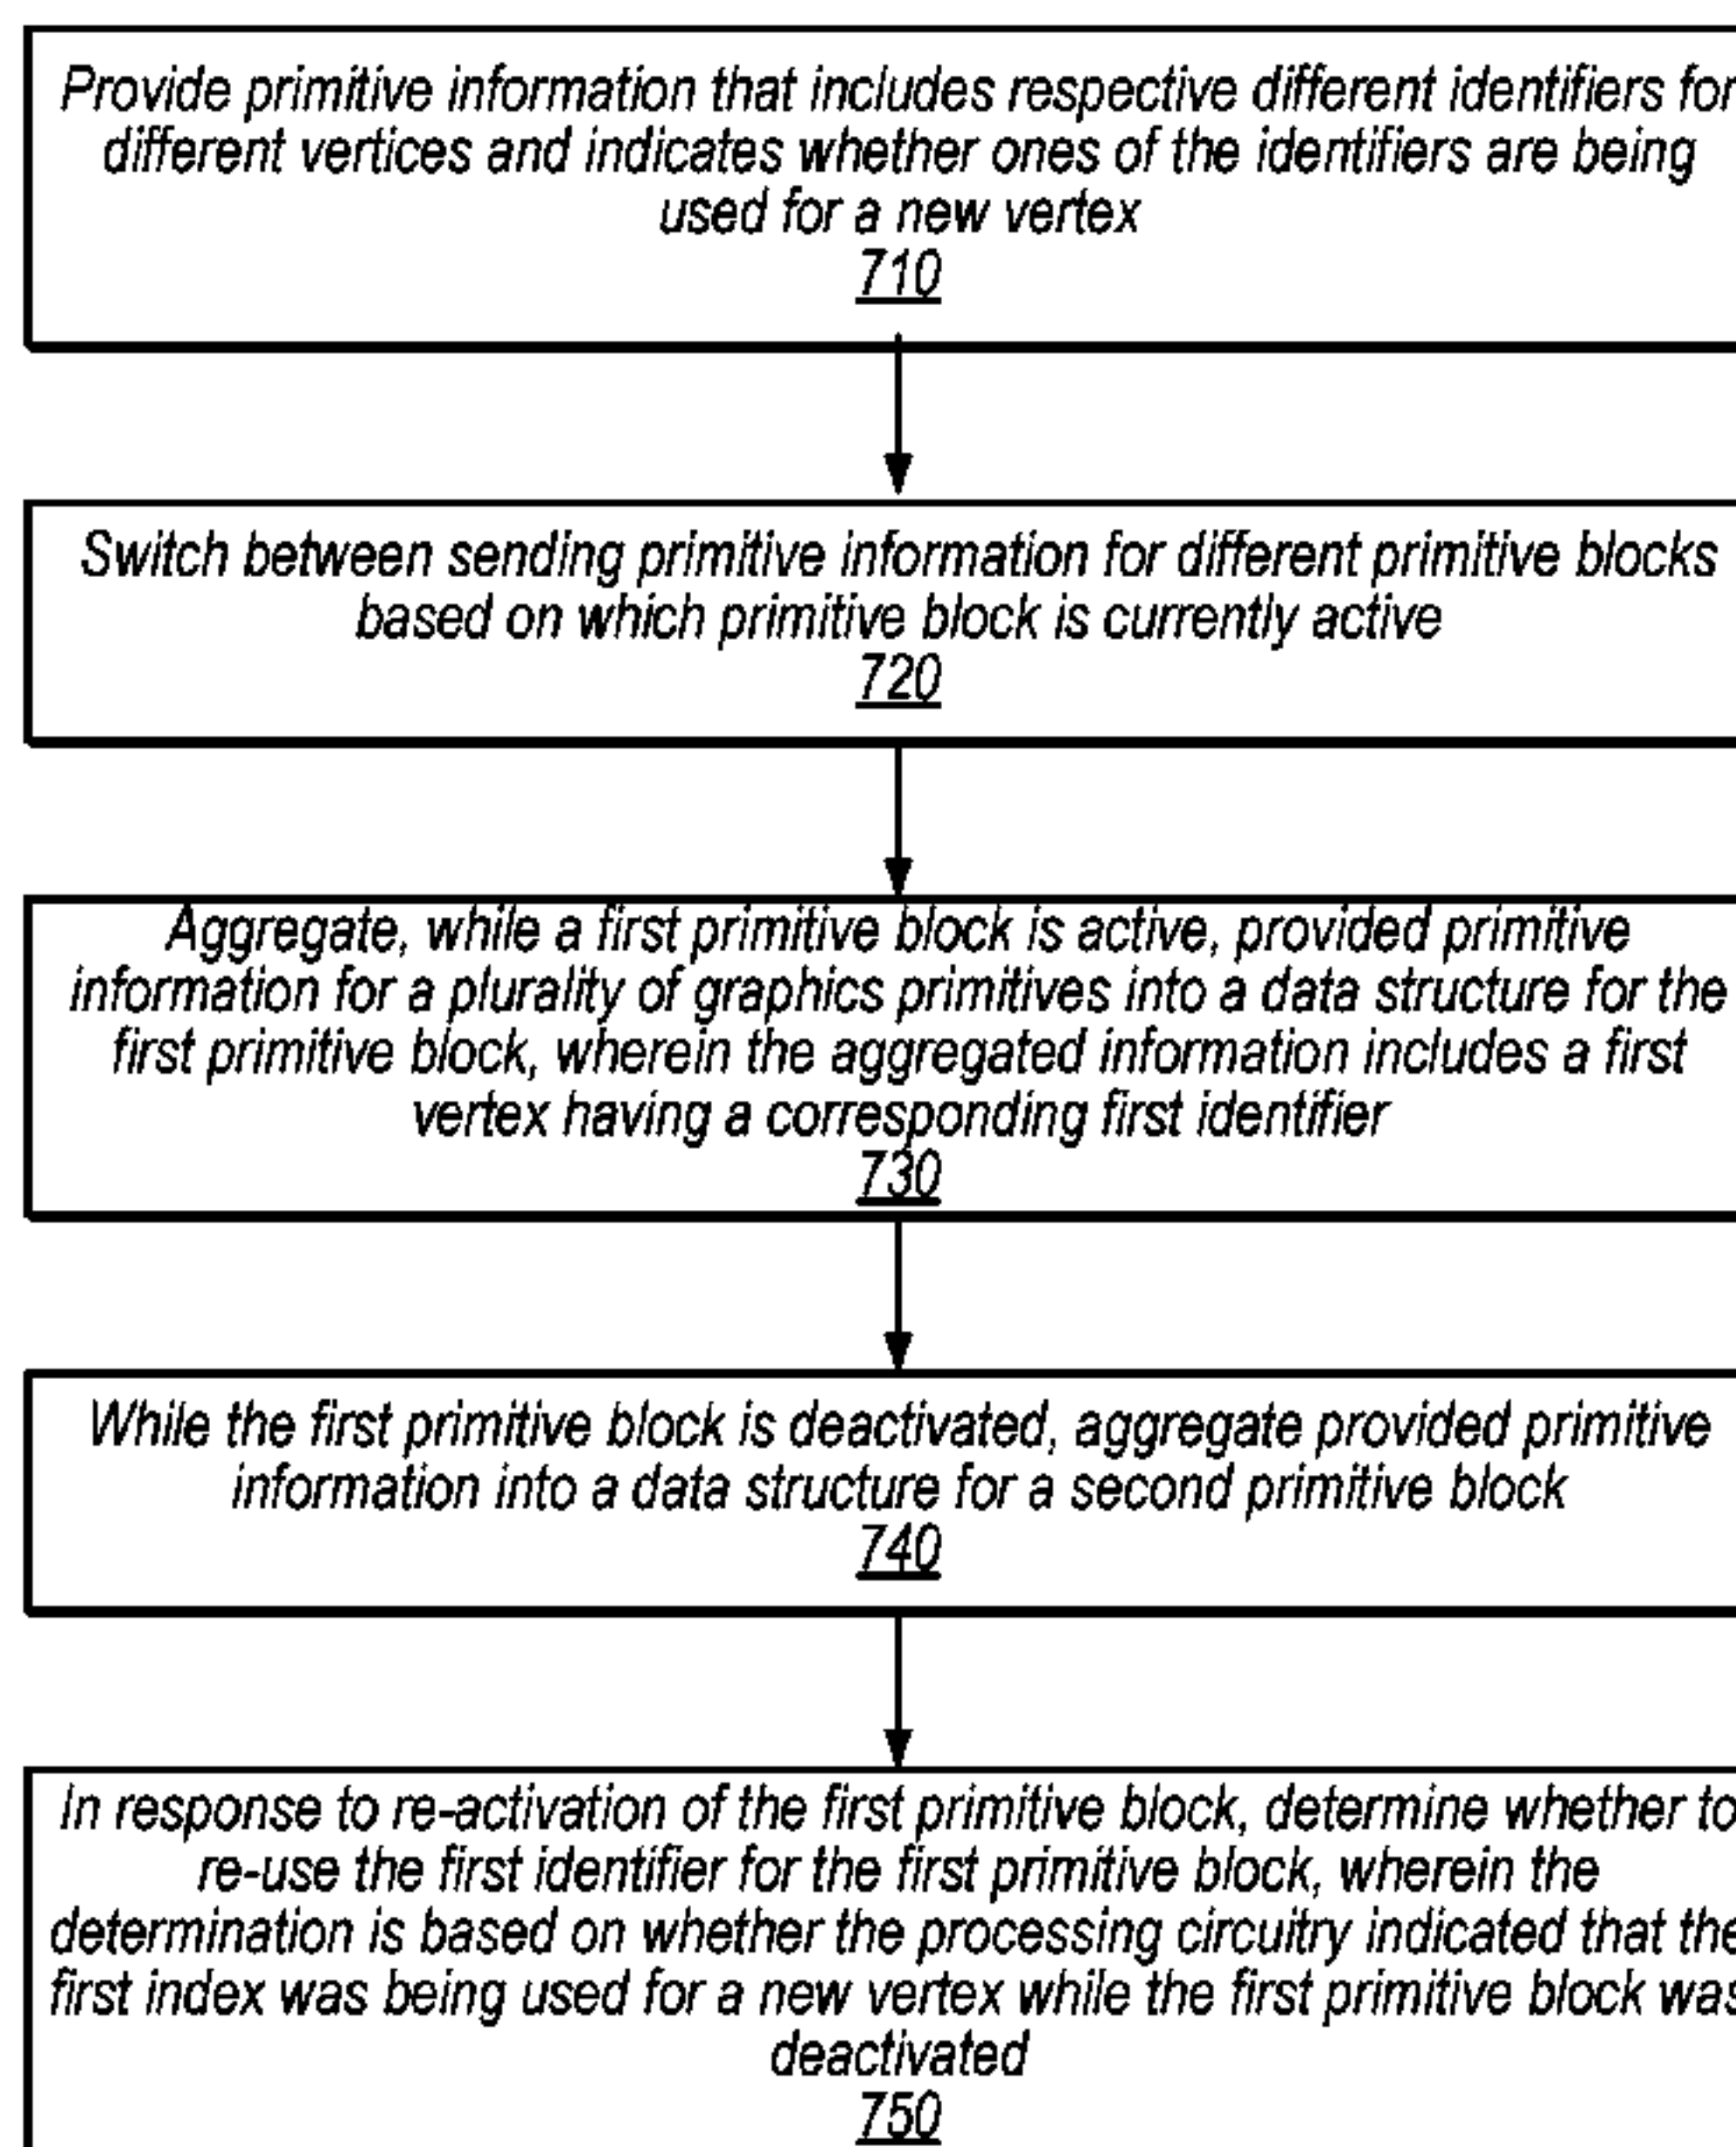 Provide primitive information that includes respective different identifiers for
different vertices and indicates whether ones of the identifiers are being
used for a new vertex
710
Switch between sending primitive information for different primitive blocks
based on which primitive block is currently active
720
Aggregate, while a first primitive block is active, provided primitive
information for a plurality of graphics primitives into a data structure for the
first primitive block, wherein the aggregated information includes a first
vertex having a corresponding first identifier
730
While the first primitive block is deactivated, aggregate provided primitive
information into a data structure for a second primitive block
740
In response to re-activation of the first primitive block, determine whether to
re-use the first identifier for the first primitive block, wherein the
determination is based on whether the processing circuitry indicated that the
first index was being used for a new vertex while the first primitive block was
deactivated
750